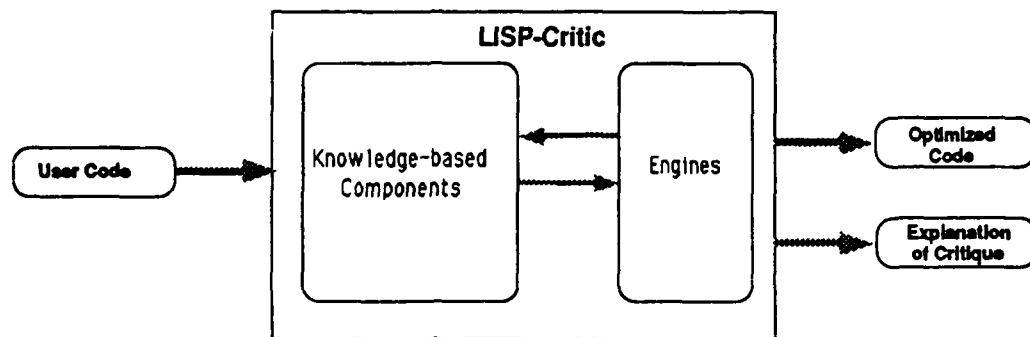 LISP-Critic
User Code
Knowledge-based
Components
Engines
Optimized
Code
Explanation
of Critique